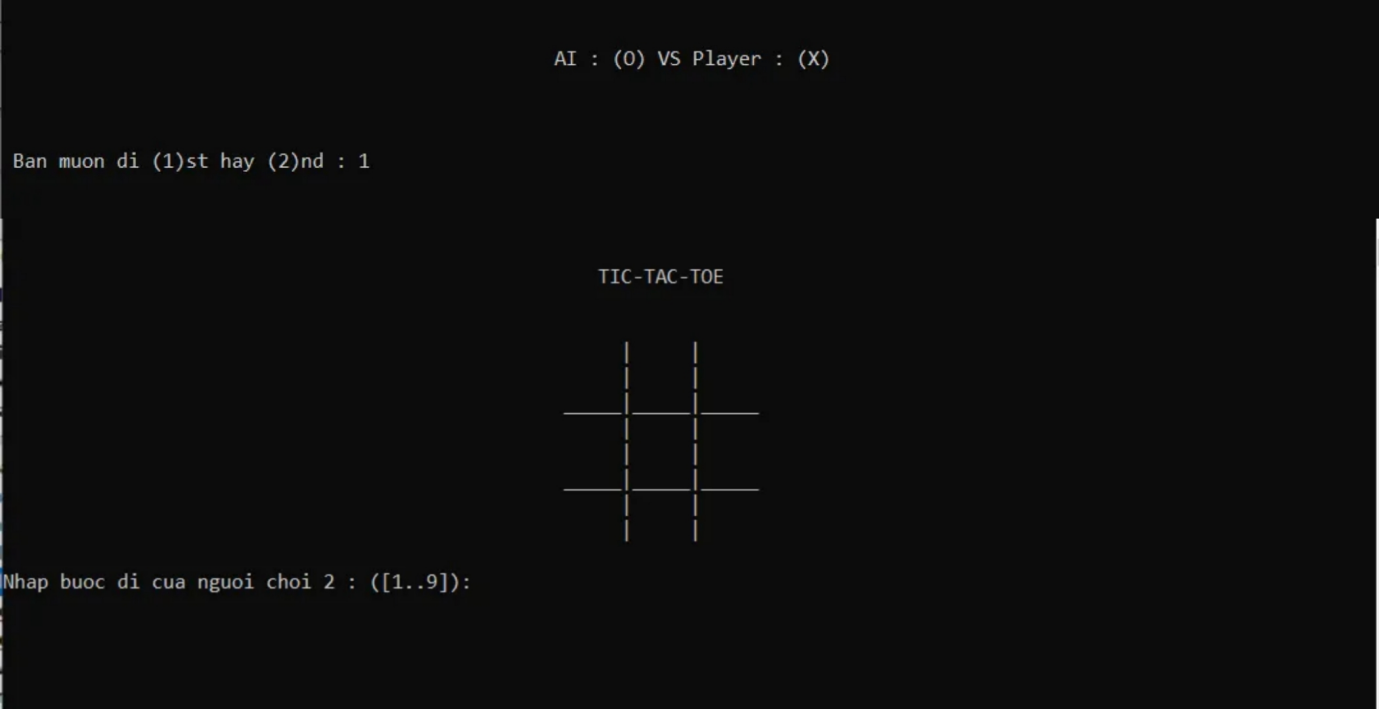 AI : (O) VS Player : (X)
Ban muon di (1)st hay (2)nd : 1
TIC-TAC-TOE
Nhap buoc di cua nguoi choi 2 : ([1..9]):